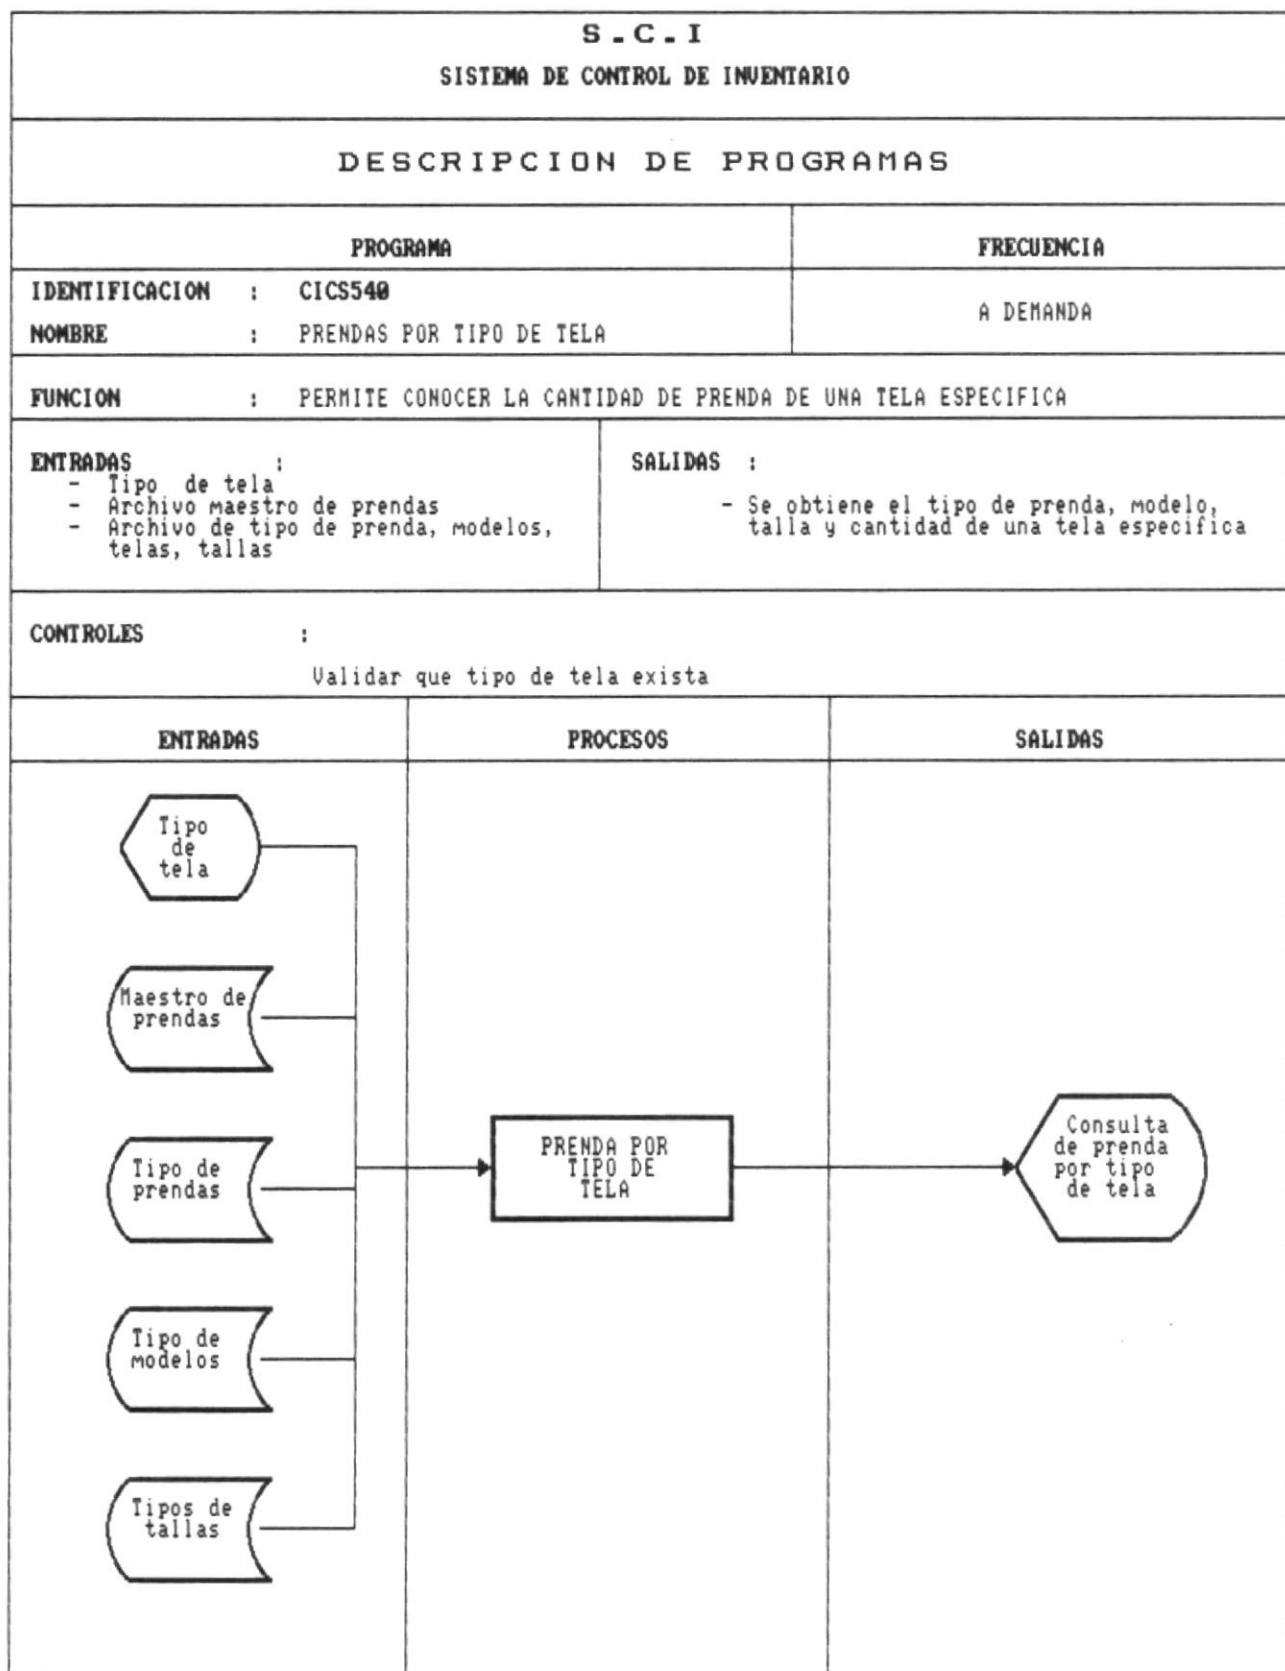 S.C.I
SISTEMA DE CONTROL DE INVENTARIO
DESCRIPCION DE PROGRAMAS
PROGRAMA
FRECUENCIA
IDENTIFICACION : CICS540
NOMBRE : PRENDAS POR TIPO DE TELA
A DEMANDA
FUNCION : PERMITE CONOCER LA CANTIDAD DE PRENDA DE UNA TELA ESPECIFICA
ENTRADAS :
- Tipo de tela
- Archivo maestro de prendas
- Archivo de tipo de prenda, modelos,
telas, tallas
SALIDAS :
- Se obtiene el tipo de prenda, modelo,
talla y cantidad de una tela especifica
CONTROLES :
Validar que tipo de tela exista
ENTRADAS
PROCESOS
SALIDAS
Tipo
de
tela
Maestro de
prendas
Tipo de
prendas
Tipo de
modelos
Tipos de
tallas
PRENDA POR
TIPO DE
TELA
Consulta
de prenda
por tipo
de tela